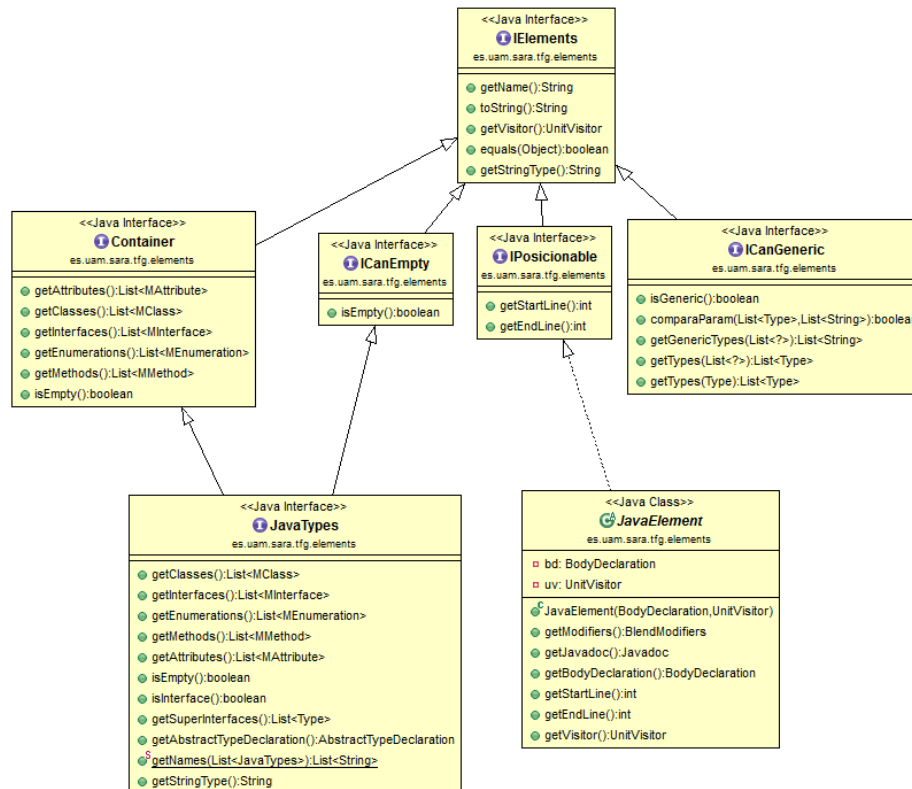 <<Java Interface>>
IElements
es.uam.sara.tfg.elements
getName():String
toString():String
getVisitor():UnitVisitor
equals(Object):boolean
getStringType():String
<<Java Interface>>
Container
es.uam.sara.tfg.elements
getAttributes():List<MAttribute>
getClasses():List<MClass>
getInterfaces():List<MInterface>
getEnumerations():List<MEnumeration>
getMethods():List<MMethod>
isEmpty():boolean
<<Java Interface>>
ICanEmpty
es.uam.sara.tfg.elements
isEmpty():boolean
<<Java Interface>>
IPosicionable
es.uam.sara.tfg.elements
getStartLine():int
getEndLine():int
<<Java Interface>>
ICanGeneric
es.uam.sara.tfg.elements
isGeneric():boolean
comparaParam(List<Type>,List<String>):boolean
getGenericTypes(List<?>):List<String>
getTypes(List<?>):List<Type>
getTypes(Type):List<Type>
<<Java Interface>>
JavaTypes
es.uam.sara.tfg.elements
getClasses():List<MClass>
getInterfaces():List<MInterface>
getEnumerations():List<MEnumeration>
getMethods():List<MMethod>
getAttributes():List<MAttribute>
isEmpty():boolean
isInterface():boolean
getSuperInterfaces():List<Type>
getAbstractTypeDeclaration():AbstractTypeDeclaration
getNames(List<JavaTypes>):List<String>
getStringType():String
<<Java Class>>
JavaElement
es.uam.sara.tfg.elements
bd: BodyDeclaration
uv: UnitVisitor
JavaElement(BodyDeclaration,UnitVisitor)
getModifiers():BlendModifiers
getJavadoc():Javadoc
getBodyDeclaration():BodyDeclaration
getStartLine():int
getEndLine():int
getVisitor():UnitVisitor